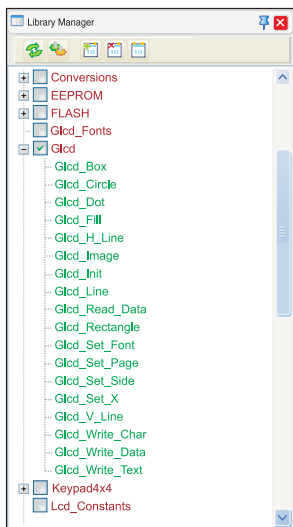 Library Manager
Conversions
EEPROM
FLASH
Glcd_Fonts
Glcd
Glcd_Box
Glcd_Circle
Glcd_Dot
Glcd_Fill
Glcd_H_Line
Glcd_Image
Glcd_Init
Glcd_Line
Glcd_Read_Data
Glcd_Rectangle
Glcd_Set_Font
Glcd_Set_Page
Glcd_Set_Side
Glcd_Set_X
Glcd_V_Line
Glcd_Write_Char
Glcd_Write_Data
Glcd_Write_Text
Keypad4x4
Lcd_Constants